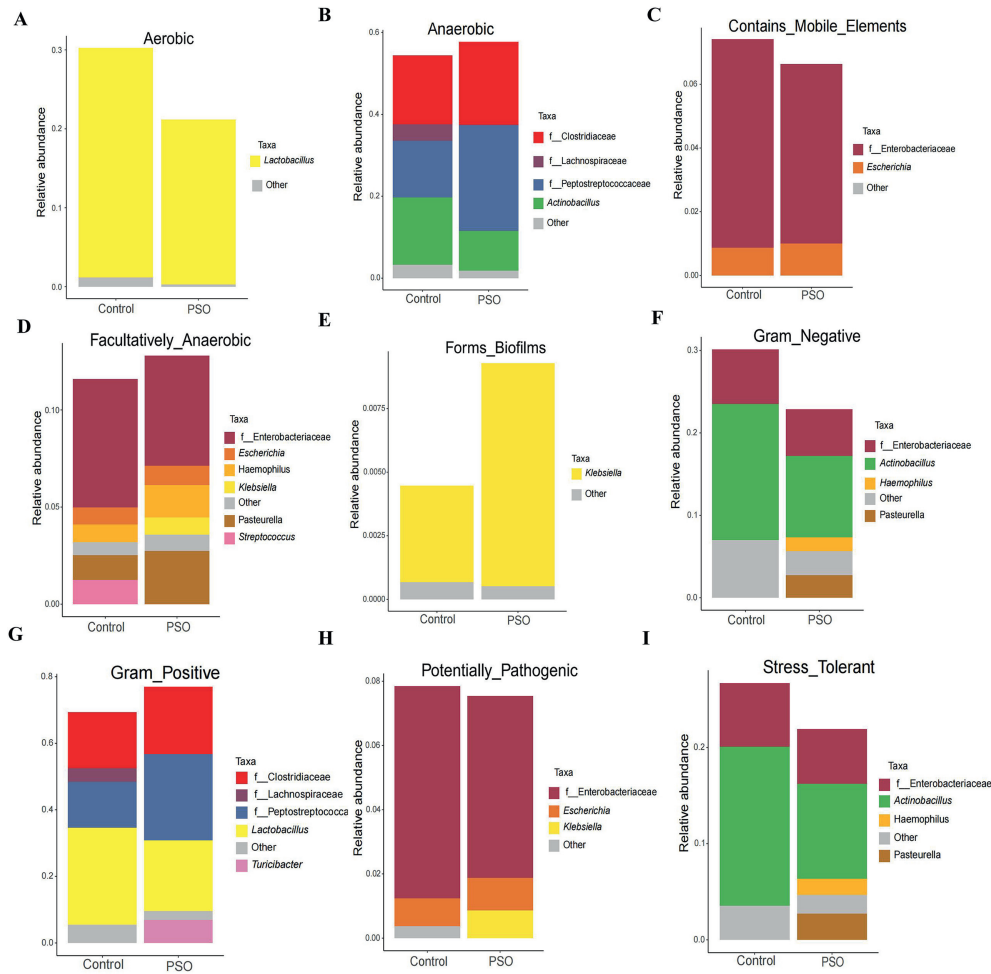 A
Aerobic
Relative abundance
0.3
0.2
0.1
0.0
Control
PSO
Taxa
Lactobacillus
Other
B
Anaerobic
Relative abundance
0.6
0.4
0.2
0.0
Control
PSO
Taxa
f__Clostridiaceae
f__Lachnospiraceae
f__Peptostreptococcaceae
Actinobacillus
Other
C
Contains_Mobile_Elements
Relative abundance
0.06
0.04
0.02
0.00
Control
PSO
Taxa
f__Enterobacteriaceae
Escherichia
Other
D
Facultatively_Anaerobic
Relative abundance
0.10
0.05
0.00
Control
PSO
Taxa
f__Enterobacteriaceae
Escherichia
Haemophilus
Klebsiella
Other
Pasteurella
Streptococcus
E
Forms_Biofilms
Relative abundance
0.0075
0.0050
0.0025
0.0000
Control
PSO
Taxa
Klebsiella
Other
F
Gram_Negative
Relative abundance
0.3
0.2
0.1
0.0
Control
PSO
Taxa
f__Enterobacteriaceae
Actinobacillus
Haemophilus
Other
Pasteurella
G
Gram_Positive
Relative abundance
0.8
0.6
0.4
0.2
0.0
Control
PSO
Taxa
f__Clostridiaceae
f__Lachnospiraceae
f__Peptostreptococca
Lactobacillus
Other
Turicibacter
H
Potentially_Pathogenic
Relative abundance
0.08
0.06
0.04
0.02
0.00
Control
PSO
Taxa
f__Enterobacteriaceae
Escherichia
Klebsiella
Other
I
Stress_Tolerant
Relative abundance
0.2
0.1
0.0
Control
PSO
Taxa
f__Enterobacteriaceae
Actinobacillus
Haemophilus
Other
Pasteurella